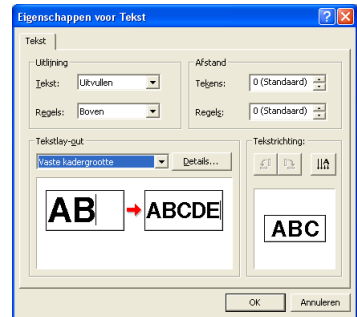 Eigenschappen voor Tekst
Tekst
Uitlijning
Tekst: Uitvullen
Regels: Boven
Afstand
Tekens: 0 (Standaard)
Regels: 0 (Standaard)
Tekstlay-out
Vaste kadergrootte Details...
AB ABCDE
Tekstrichting:
ABC
OK Annuleren